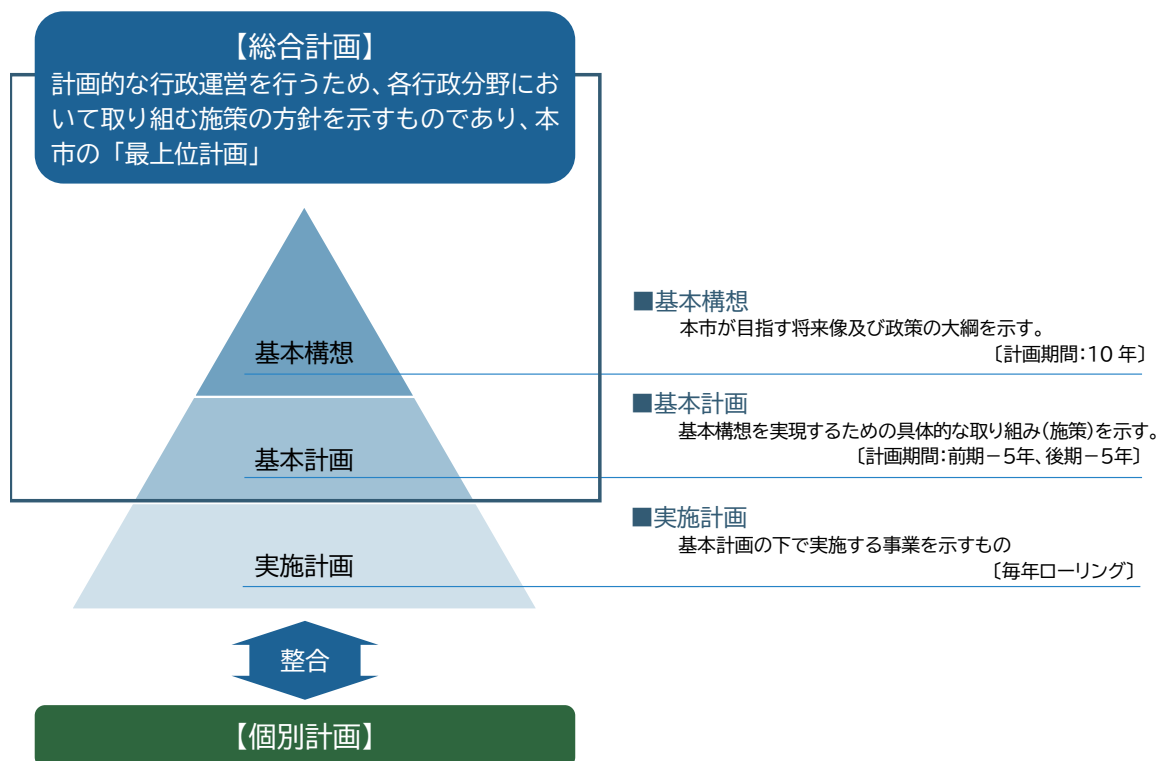 【総合計画】
計画的な行政運営を行うため、各行政分野にお
いて取り組む施策の方針を示すものであり、本
市の「最上位計画」
基本構想
■基本構想
本市が目指す将来像及び政策の大綱を示す。
〔計画期間:10年〕
基本計画
■基本計画
基本構想を実現するための具体的な取り組み(施策)を示す。
〔計画期間:前期－5年、後期－5年〕
実施計画
■実施計画
基本計画の下で実施する事業を示すもの
〔毎年ローリング〕
整合
【個別計画】